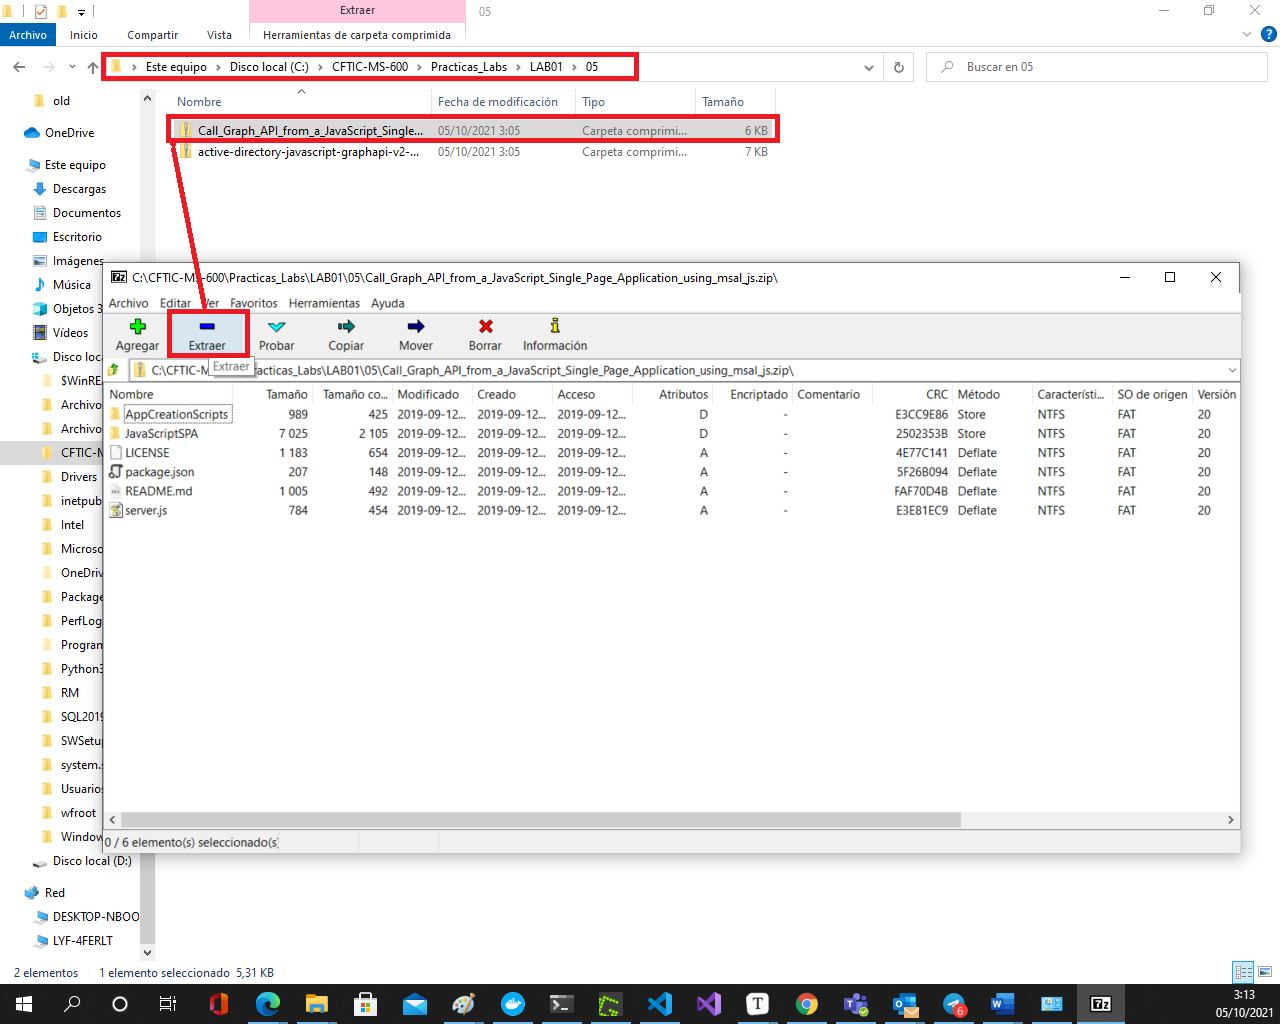 Extraer
05
Archivo
Inicio
Compartir
Vista
Herramientas de carpeta comprimida
Este equipo > Disco local (C:) > CFTIC-MS-600 > Practicas_Labs > LAB01 > 05
Buscar en 05
Nombre
Fecha de modificación
Tipo
Tamaño
Call_Graph_API_from_a_JavaScript_Single... 05/10/2021 3:05 Carpeta comprimi... 6 KB
active-directory-javascript-graphapi-v2-... 05/10/2021 3:05 Carpeta comprimi... 7 KB
old
OneDrive
Este equipo
Descargas
Documentos
Escritorio
Imágenes
Música
Objetos 3
Vídeos
Disco loc
$WinRE
Archivo
Archivo
CFTIC-M
Drivers
inetpub
Intel
Microso
OneDriv
Package
PerfLog
Program
Python3
RM
SQL2019
SWSetu
system.s
Usuarios
wfroot
Window
Disco local (D:)
Red
DESKTOP-NBOO
LYF-4FERLT
C:\CFTIC-MS-600\Practicas_Labs\LAB01\05\Call_Graph_API_from_a_JavaScript_Single_Page_Application_using_msal_js.zip\
Archivo Editar Ver Favoritos Herramientas Ayuda
Agregar Extraer Probar Copiar Mover Borrar Información
Extraer
C:\CFTIC-M acticas_Labs\LAB01\05\Call_Graph_API_from_a_JavaScript_Single_Page_Application_using_msal_js.zip\
Nombre Tamaño Tamaño co... Modificado Creado Acceso Atributos Encriptado Comentario CRC Método Característi... SO de origen Versión
AppCreationScripts 989 425 2019-09-12... 2019-09-12... 2019-09-12... D - E3CC9E86 Store NTFS FAT 20
JavaScriptSPA 7 025 2 105 2019-09-12... 2019-09-12... 2019-09-12... D - 2502353B Store NTFS FAT 20
LICENSE 1 183 654 2019-09-12... 2019-09-12... 2019-09-12... A - 4E77C141 Deflate NTFS FAT 20
package.json 207 148 2019-09-12... 2019-09-12... 2019-09-12... A - 5F26B094 Deflate NTFS FAT 20
README.md 1 005 492 2019-09-12... 2019-09-12... 2019-09-12... A - FAF70D4B Deflate NTFS FAT 20
server.js 784 454 2019-09-12... 2019-09-12... 2019-09-12... A - E3E81EC9 Deflate NTFS FAT 20
0 / 6 elemento(s) seleccionado(s)
2 elementos 1 elemento seleccionado 5,31 KB
3:13
05/10/2021